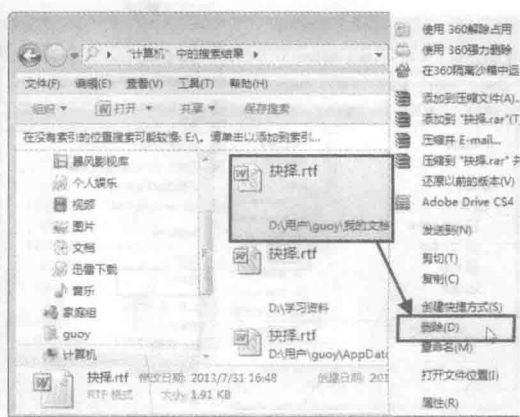 "计算机" 中的搜索结果
文件(F) 编辑(E) 查看(V) 工具(T) 帮助(H)
组织 打开 共享 保存搜索
在没有索引的位置搜索可能较慢: E:\。请单击以添加到索引...
暴风影视库
个人娱乐
视频
图片
文档
迅雷下载
音乐
家庭组
guoy
计算机
抉择.rtf
D:\用户\guoy\我的文档
抉择.rtf
D:\学习资料
抉择.rtf
D:\用户\guoy\AppData
抉择.rtf 修改日期: 2013/7/31 16:48 创建日期: 201
RTF 格式 大小: 1.91 KB
使用 360解除占用
使用 360强力删除
在360隔离沙箱中运
添加到压缩文件(A)...
添加到 "抉择.rar"(T)
压缩并 E-mail...
压缩到 "抉择.rar" 并
还原以前的版本(V)
Adobe Drive CS4
发送到(N)
剪切(T)
复制(C)
创建快捷方式(S)
删除(D)
重命名(M)
打开文件位置(I)
属性(R)